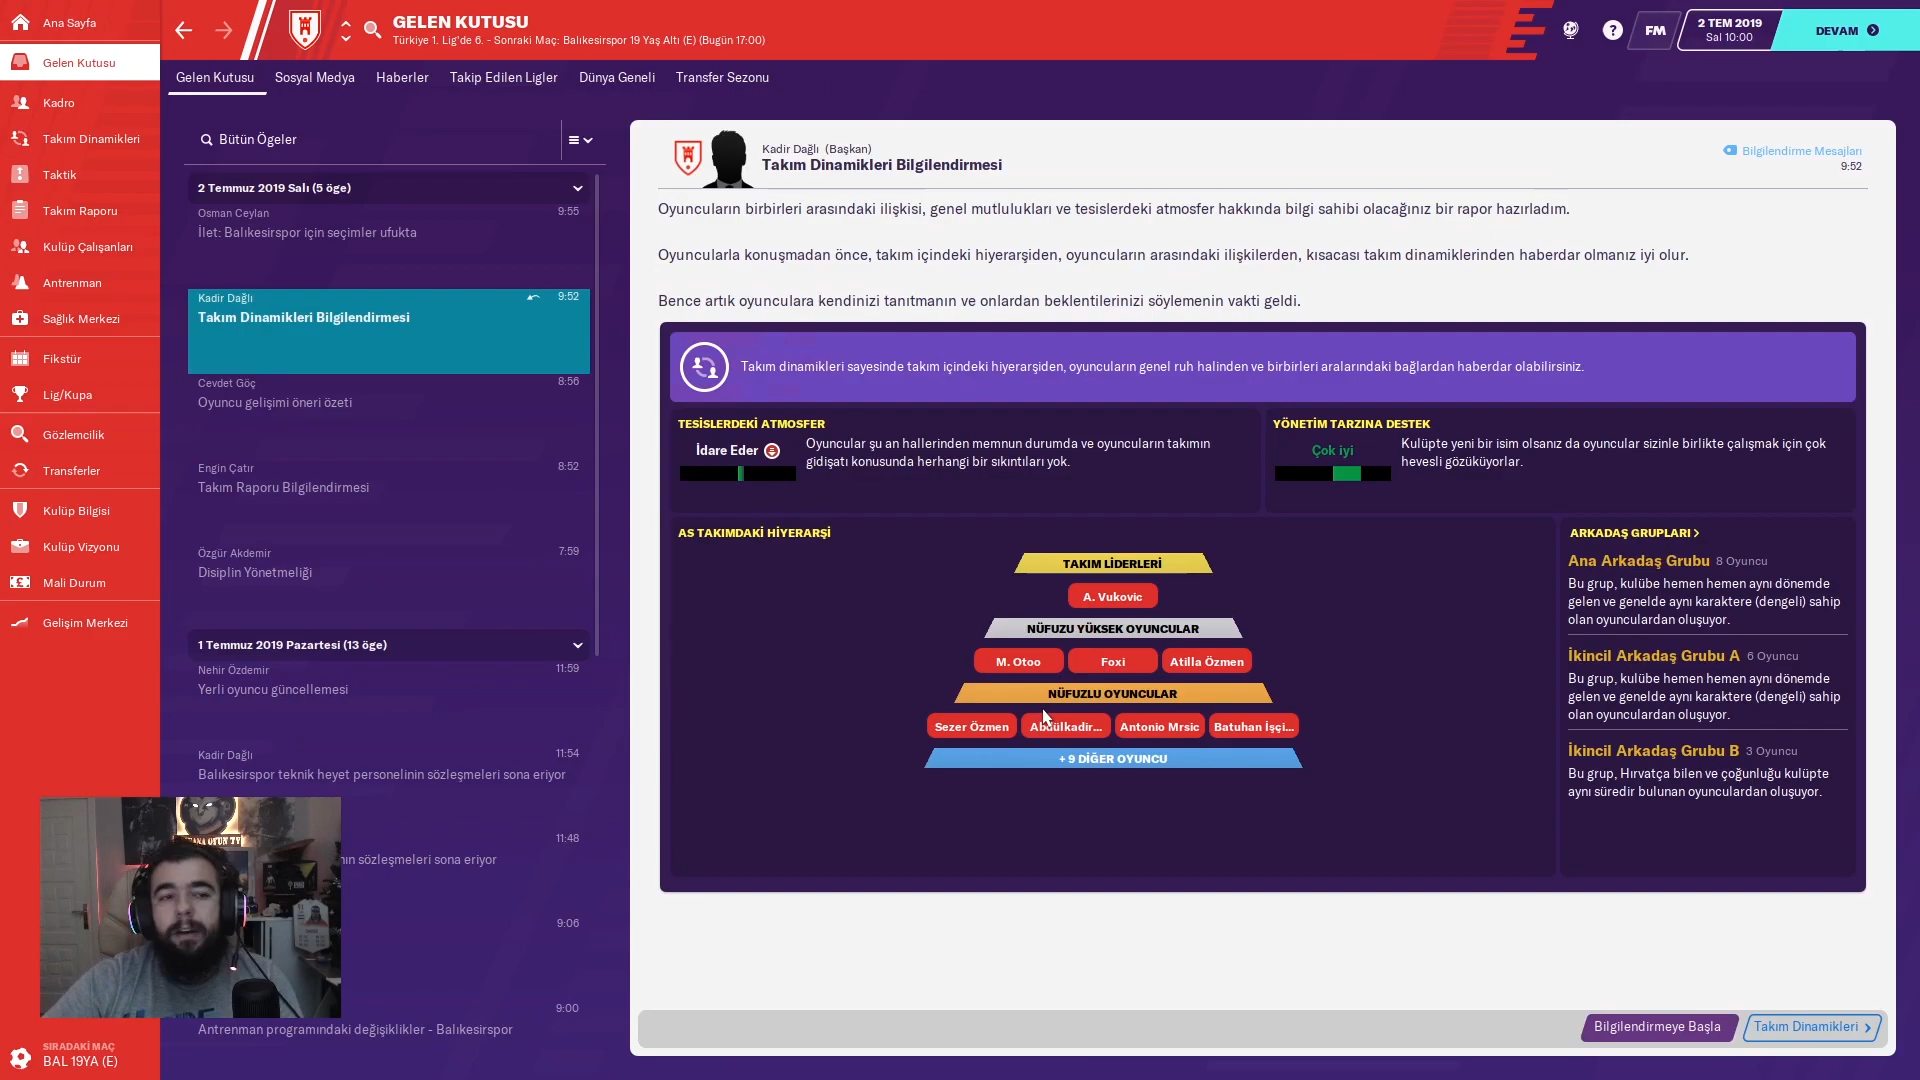 Ana Sayfa
Gelen Kutusu
Kadro
Takım Dinamikleri
Taktik
Takım Raporu
Kulüp Çalışanları
Antrenman
Sağlık Merkezi
Fikstür
Lig/Kupa
Gözlemcilik
Transferler
Kulüp Bilgisi
Kulüp Vizyonu
Mali Durum
Gelişim Merkezi
SIRADAKİ MAÇ
BAL 19YA (E)
GELEN KUTUSU
Türkiye 1. Lig'de 6. - Sonraki Maç: Balıkesirspor 19 Yaş Altı (E) (Bugün 17:00)
?
FM
2 TEM 2019
Sal 10:00
DEVAM
Gelen Kutusu
Sosyal Medya
Haberler
Takip Edilen Ligler
Dünya Geneli
Transfer Sezonu
Bütün Ögeler
2 Temmuz 2019 Salı (5 öge)
Osman Ceylan 9:55
İlet: Balıkesirspor için seçimler ufukta
Kadir Dağlı 9:52
Takım Dinamikleri Bilgilendirmesi
Cevdet Göç 8:56
Oyuncu gelişimi öneri özeti
Engin Çatır 8:52
Takım Raporu Bilgilendirmesi
Özgür Akdemir 7:59
Disiplin Yönetmeliği
1 Temmuz 2019 Pazartesi (13 öge)
Nehir Özdemir 11:59
Yerli oyuncu güncellemesi
Kadir Dağlı 11:54
Balıkesirspor teknik heyet personelinin sözleşmeleri sona eriyor
11:48
sözleşmeleri sona eriyor
9:06
9:00
Antrenman programındaki değişiklikler - Balıkesirspor
OYUN TV
Kadir Dağlı (Başkan)
Takım Dinamikleri Bilgilendirmesi
Bilgilendirme Mesajları
9:52
Oyuncuların birbirleri arasındaki ilişkisi, genel mutlulukları ve tesislerdeki atmosfer hakkında bilgi sahibi olacağınız bir rapor hazırladım.
Oyuncularla konuşmadan önce, takım içindeki hiyerarşiden, oyuncuların arasındaki ilişkilerden, kısacası takım dinamiklerinden haberdar olmanız iyi olur.
Bence artık oyunculara kendinizi tanıtmanın ve onlardan beklentilerinizi söylemenin vakti geldi.
Takım dinamikleri sayesinde takım içindeki hiyerarşiden, oyuncuların genel ruh halinden ve birbirleri aralarındaki bağlardan haberdar olabilirsiniz.
TESİSLERDEKİ ATMOSFER
İdare Eder
Oyuncular şu an hallerinden memnun durumda ve oyuncuların takımın
gidişatı konusunda herhangi bir sıkıntıları yok.
YÖNETİM TARZINA DESTEK
Çok iyi
Kulüpte yeni bir isim olsanız da oyuncular sizinle birlikte çalışmak için çok
hevesli gözüküyorlar.
AS TAKIMDAKİ HİYERARŞİ
TAKIM LİDERLERİ
A. Vukovic
NÜFUZU YÜKSEK OYUNCULAR
M. Otoo
Foxi
Atilla Özmen
NÜFUZLU OYUNCULAR
Sezer Özmen
Abdülkadir...
Antonio Mrsic
Batuhan İşçi...
+ 9 DİĞER OYUNCU
ARKADAŞ GRUPLARI >
Ana Arkadaş Grubu 8 Oyuncu
Bu grup, kulübe hemen hemen aynı dönemde
gelen ve genelde aynı karaktere (dengeli) sahip
olan oyunculardan oluşuyor.
İkincil Arkadaş Grubu A 6 Oyuncu
Bu grup, kulübe hemen hemen aynı dönemde
gelen ve genelde aynı karaktere (dengeli) sahip
olan oyunculardan oluşuyor.
İkincil Arkadaş Grubu B 3 Oyuncu
Bu grup, Hırvatça bilen ve çoğunluğu kulüpte
aynı süredir bulunan oyunculardan oluşuyor.
Bilgilendirmeye Başla
Takım Dinamikleri >